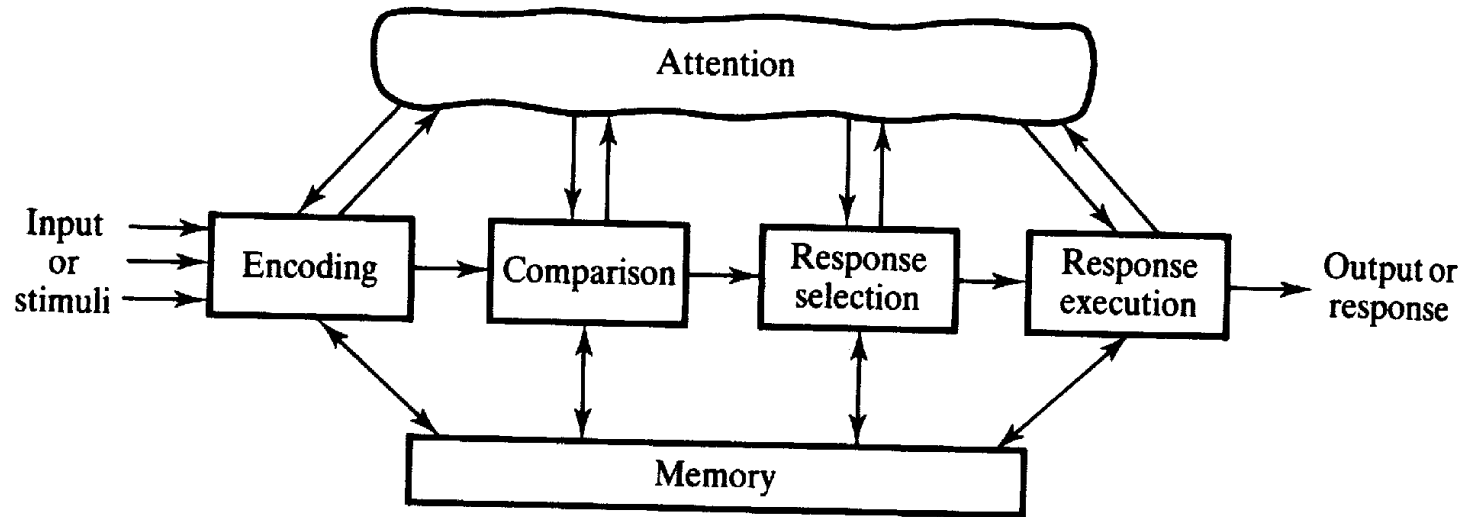 Attention
Input
or
stimuli
Encoding
Comparison
Response
selection
Response
execution
Output or
response
Memory